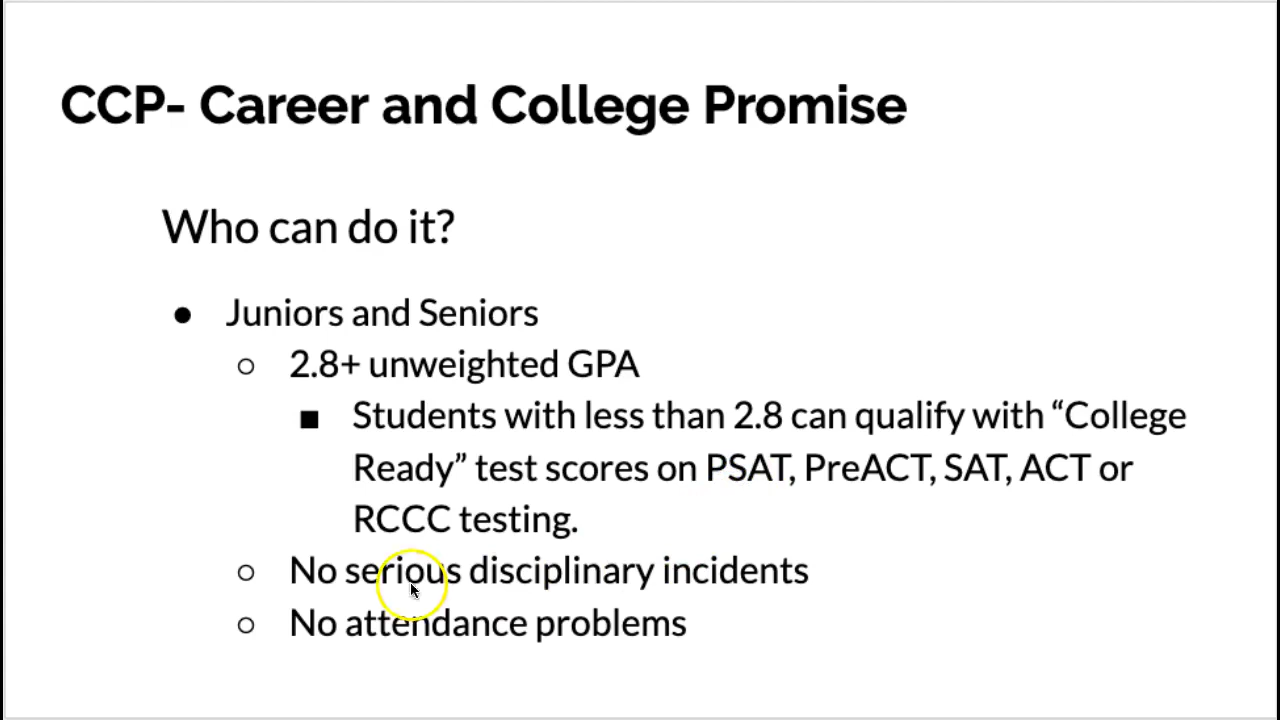 CCP- Career and College Promise
Who can do it?
● Juniors and Seniors
○ 2.8+ unweighted GPA
■ Students with less than 2.8 can qualify with “College
Ready” test scores on PSAT, PreACT, SAT, ACT or
RCCC testing.
○ No serious disciplinary incidents
○ No attendance problems